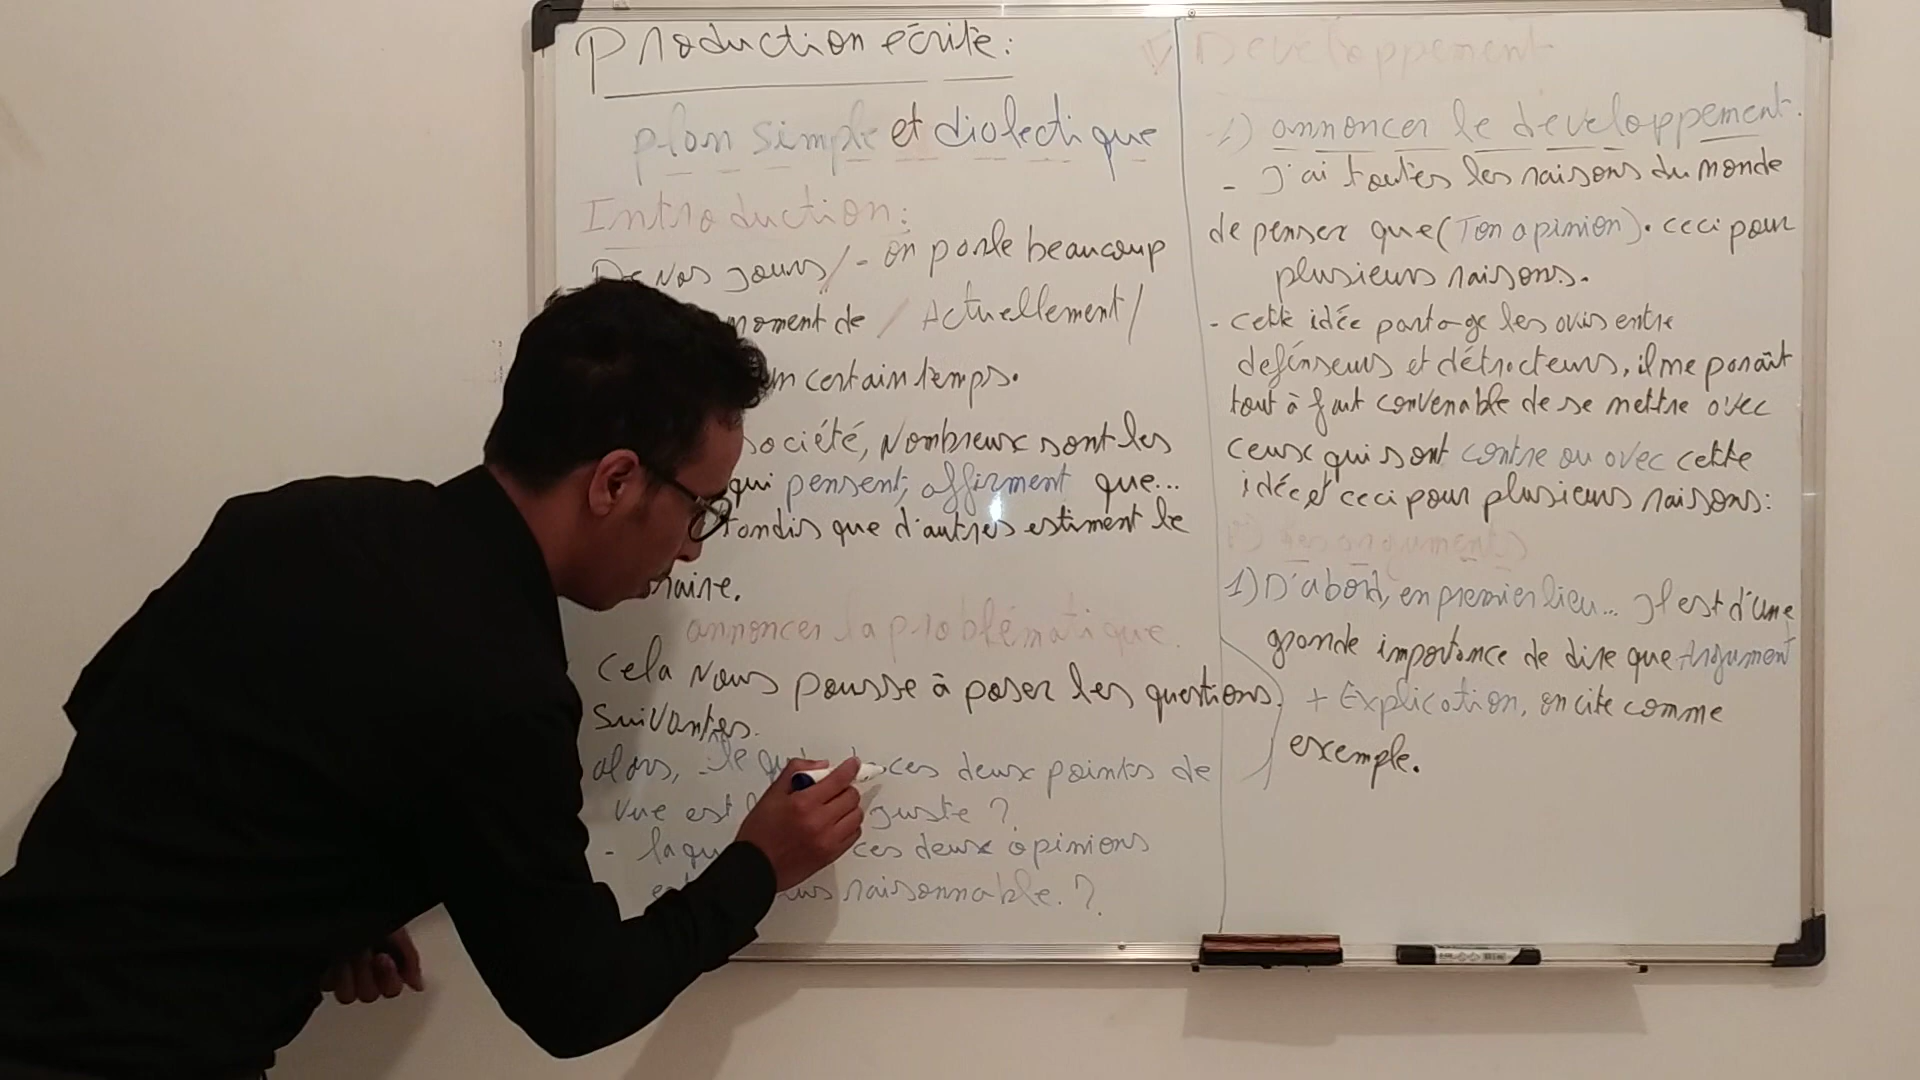 Production écrite:
plan simple et dialectique
Introduction:
De nos jours / - on parle beaucoup
moment de / Actuellement /
un certain temps.
société, Nombreux sont les
qui pensent, affirment que...
tandis que d'autres estiment le
raire.
annoncer la problématique.
Cela Nous pousse à poser les questions
suivantes.
alors, ces deux points de
vue est juste ?
- ces deux opinions
raisonnable. ?
Développement
1) annoncer le développement.
- J'ai toutes les raisons du monde
de penser que (Ton opinion). ceci pour
plusieurs raisons.
- cette idée partage les avis entre
défenseurs et détracteurs, il me paraît
tout à fait convenable de se mettre avec
ceux qui sont contre ou avec cette
idée et ceci pour plusieurs raisons:
arguments
1) D'abord, en premier lieu... Il est d'une
grande importance de dire que Argument
+ Explication, on cite comme
exemple.